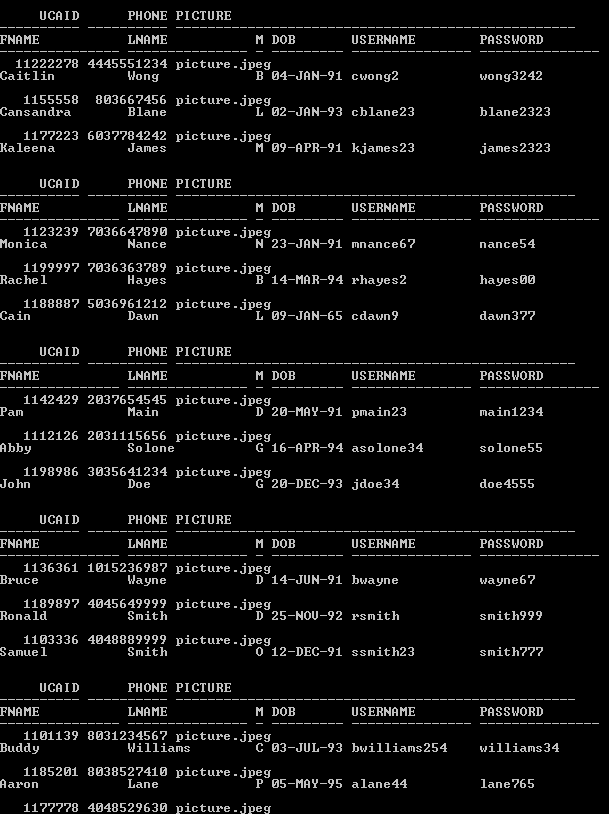 UCAID PHONE PICTURE
FNAME LNAME M DOB USERNAME PASSWORD
11222278 4445551234 picture.jpeg
Caitlin Wong B 04-JAN-91 cwong2 wong3242
1155558 803667456 picture.jpeg
Cansandra Blane L 02-JAN-93 cblane23 blane2323
1177223 6037784242 picture.jpeg
Kaleena James M 09-APR-91 kjames23 james2323
UCAID PHONE PICTURE
FNAME LNAME M DOB USERNAME PASSWORD
1123239 7036647890 picture.jpeg
Monica Nance N 23-JAN-91 mnance67 nance54
1199997 7036363789 picture.jpeg
Rachel Hayes B 14-MAR-94 rhayes2 hayes00
1188887 5036961212 picture.jpeg
Cain Dawn L 09-JAN-65 cdawn9 dawn377
UCAID PHONE PICTURE
FNAME LNAME M DOB USERNAME PASSWORD
1142429 2037654545 picture.jpeg
Pam Main D 20-MAY-91 pmain23 main1234
1112126 2031115656 picture.jpeg
Abby Solone G 16-APR-94 asolone34 solone55
1198986 3035641234 picture.jpeg
John Doe G 20-DEC-93 jdoe34 doe4555
UCAID PHONE PICTURE
FNAME LNAME M DOB USERNAME PASSWORD
1136361 1015236987 picture.jpeg
Bruce Wayne D 14-JUN-91 bwayne wayne67
1189897 4045649999 picture.jpeg
Ronald Smith D 25-NOV-92 rsmith smith999
1103336 4048889999 picture.jpeg
Samuel Smith O 12-DEC-91 ssmith23 smith777
UCAID PHONE PICTURE
FNAME LNAME M DOB USERNAME PASSWORD
1101139 8031234567 picture.jpeg
Buddy Williams C 03-JUL-93 bwilliams254 williams34
1185201 8038527410 picture.jpeg
Aaron Lane P 05-MAY-95 alane44 lane765
1177778 4048529630 picture.jpeg